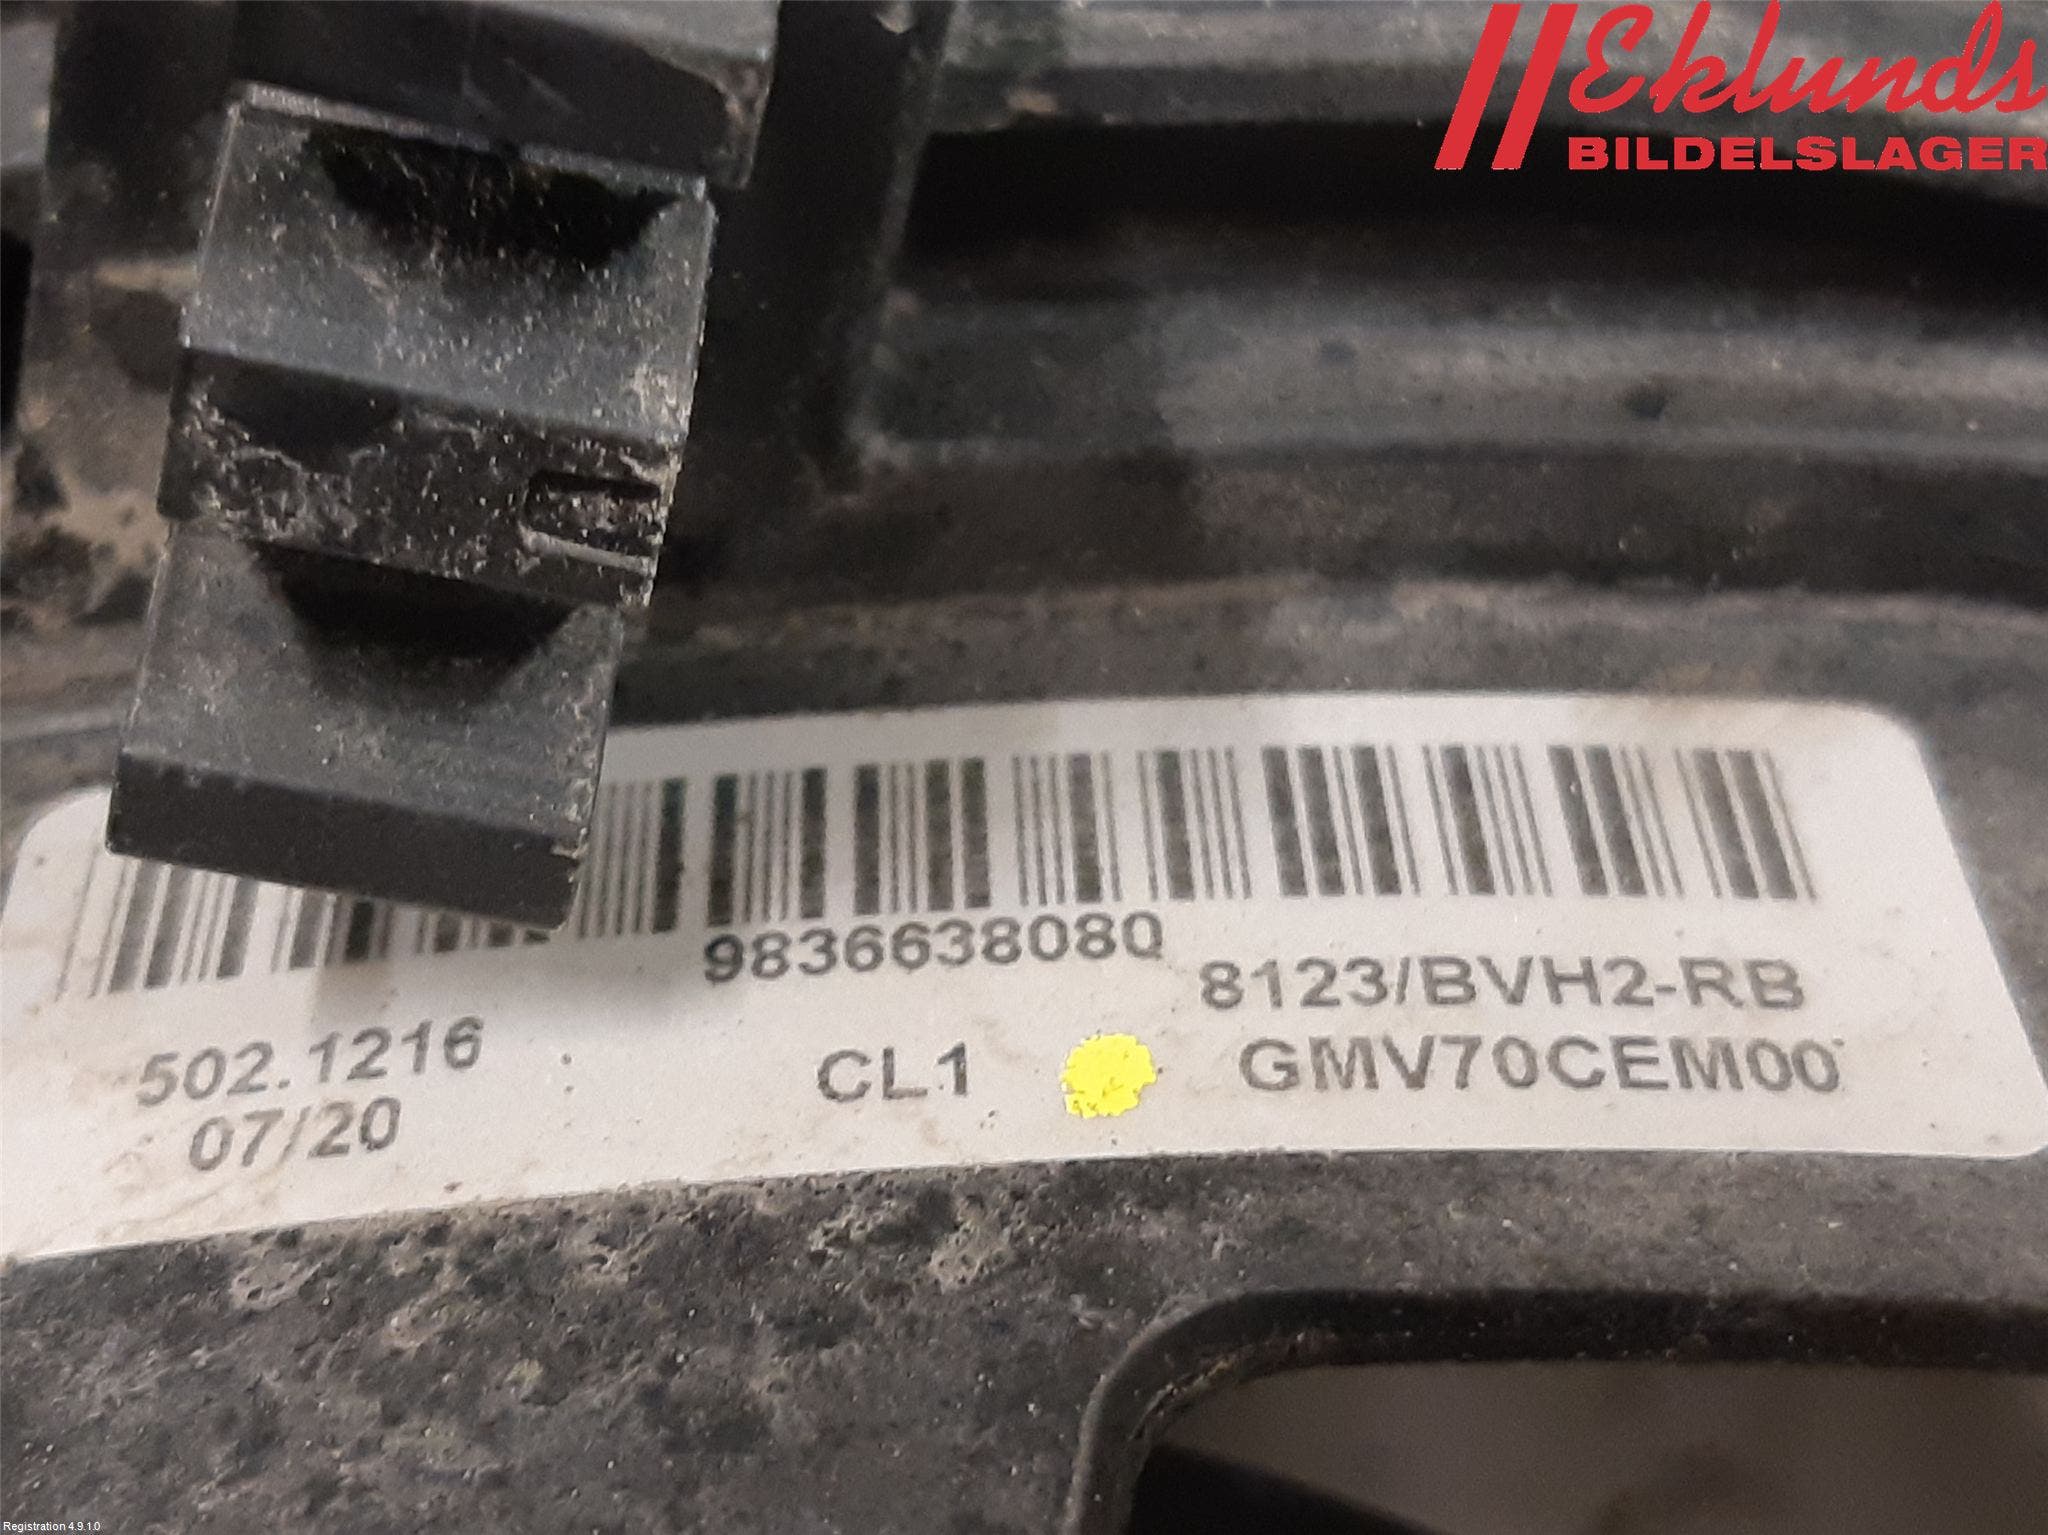 Eklunds
BILDELSLAGER
9836638080
8123/BVH2-RB
502.1216 :
CL1
GMV70CEM00
07/20
Registration 4.9.1.0